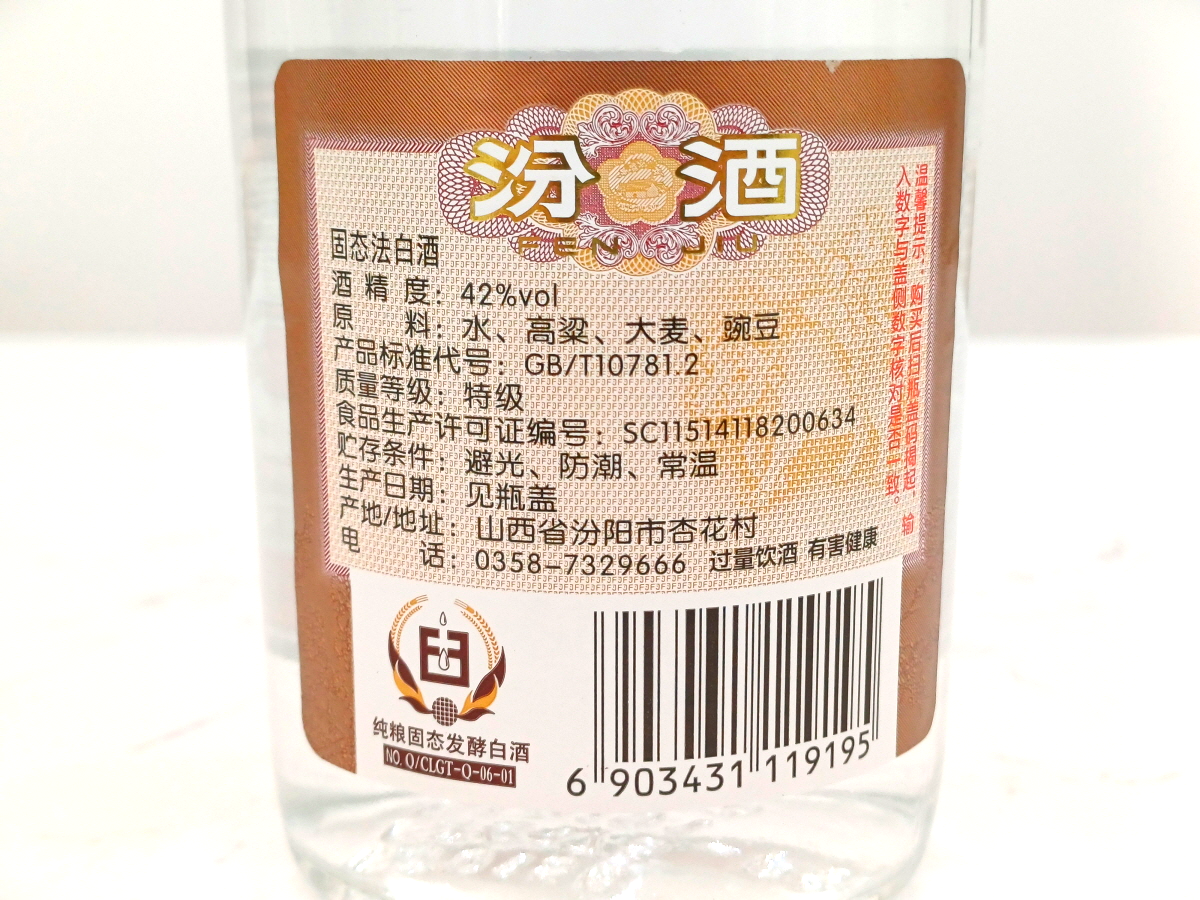 汾酒
FEN JIU
固态法白酒
酒精度：42%vol
原料：水、高粱、大麦、豌豆
产品标准代号：GB/T10781.2
质量等级：特级
食品生产许可证编号：SC11514118200634
贮存条件：避光、防潮、常温
生产日期：见瓶盖
产地/地址：山西省汾阳市杏花村
电话：0358-7329666 过量饮酒 有害健康
温馨提示：购买后扫瓶盖码揭起，输
入数字与盖侧数字核对是否一致。
纯粮固态发酵白酒
NO. Q/CLGT-Q-06-01
6 903431 119195